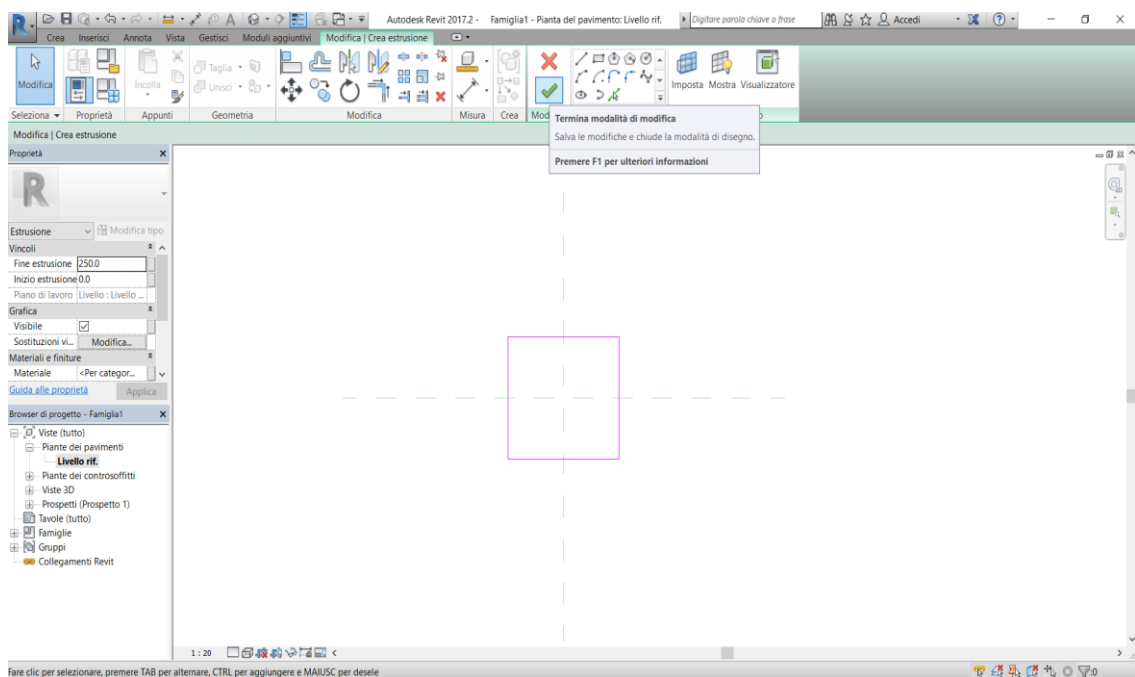 Autodesk Revit 2017.2 - Famiglia1 - Pianta del pavimento: Livello rif. Digitare parola chiave o frase Accedi
Crea Inserisci Annota Vista Gestisci Moduli aggiuntivi Modifica | Crea estrusione
Modifica Incolla Taglia Unisci Imposta Mostra Visualizzatore
Seleziona Proprietà Appunti Geometria Modifica Misura Crea Mod
Termina modalità di modifica
Salva le modifiche e chiude la modalità di disegno.
Premere F1 per ulteriori informazioni
Modifica | Crea estrusione
Proprietà
Estrusione Modifica tipo
Vincoli
Fine estrusione 250.0
Inizio estrusione 0.0
Piano di lavoro Livello : Livello ...
Grafica
Visibile
Sostituzioni vi... Modifica...
Materiali e finiture
Materiale <Per categor...
Guida alle proprietà Applica
Browser di progetto - Famiglia1
Viste (tutto)
Piante dei pavimenti
Livello rif.
Piante dei controsoffitti
Viste 3D
Prospetti (Prospetto 1)
Tavole (tutto)
Famiglie
Gruppi
Collegamenti Revit
1 : 20
Fare clic per selezionare, premere TAB per alternare, CTRL per aggiungere e MAIUSC per desele :0